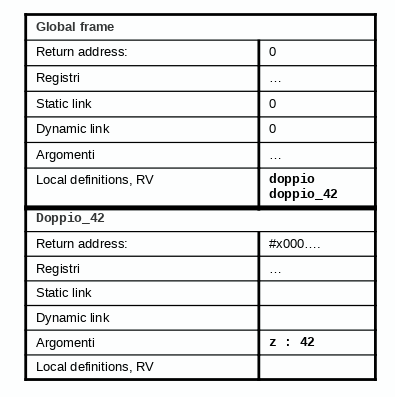 Global frame
Return address: 0
Registri ...
Static link 0
Dynamic link 0
Argomenti ...
Local definitions, RV doppio
doppio_42
Doppio_42
Return address: #x000....
Registri ...
Static link
Dynamic link
Argomenti z : 42
Local definitions, RV